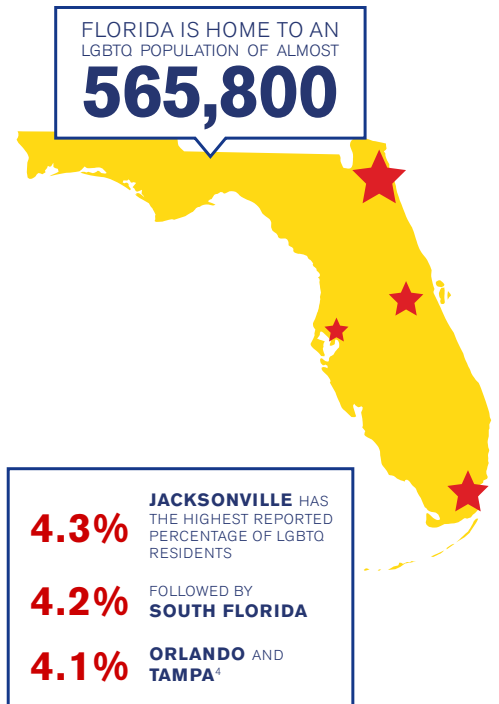 FLORIDA IS HOME TO AN
LGBTQ POPULATION OF ALMOST
565,800
4.3%
JACKSONVILLE HAS
THE HIGHEST REPORTED
PERCENTAGE OF LGBTQ
RESIDENTS
4.2%
FOLLOWED BY
SOUTH FLORIDA
4.1%
ORLANDO AND
TAMPA⁴